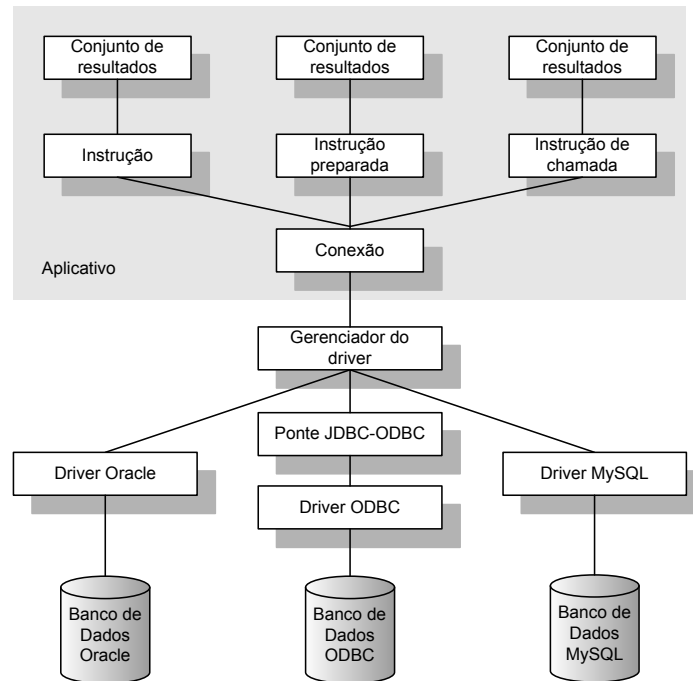 Conjunto de
resultados
Conjunto de
resultados
Conjunto de
resultados
Instrução
Instrução
preparada
Instrução de
chamada
Conexão
Aplicativo
Gerenciador do
driver
Ponte JDBC-ODBC
Driver Oracle
Driver MySQL
Driver ODBC
Banco de
Dados
Oracle
Banco de
Dados
ODBC
Banco de
Dados
MySQL